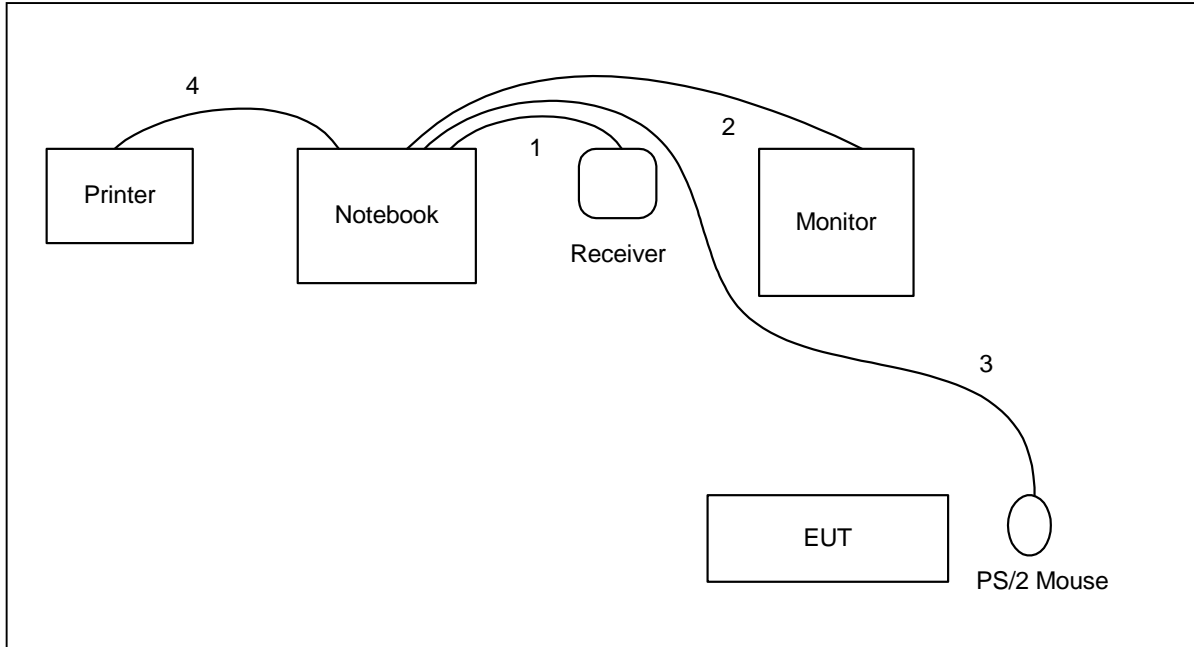 4
2
1
Printer
Notebook
Monitor
Receiver
3
EUT
PS/2 Mouse